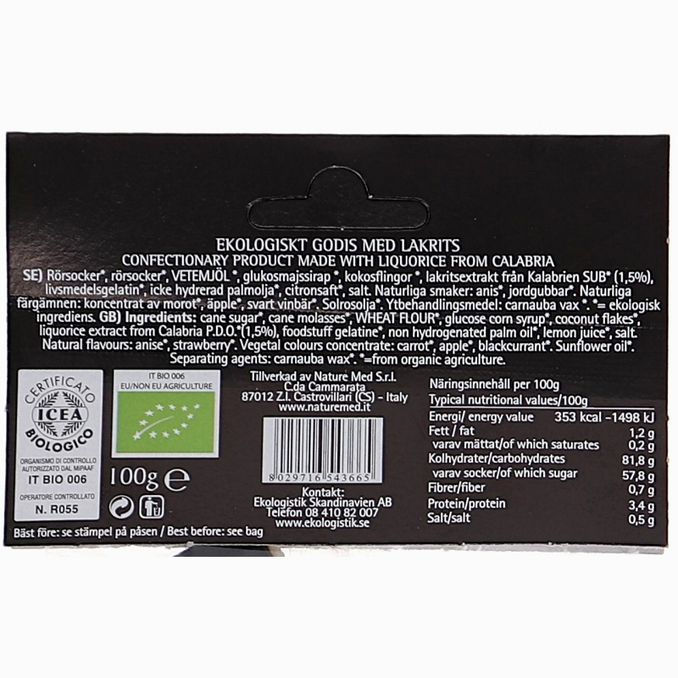 EKOLOGISKT GODIS MED LAKRITS
CONFECTIONARY PRODUCT MADE WITH LIQUORICE FROM CALABRIA
SE) Rörsocker*, rörsocker*, VETEMJÖL *, glukosmajssirap *, kokosflingor *, lakritsextrakt från Kalabrien SUB* (1,5%),
livsmedelsgelatin*, icke hydrerad palmolja*, citronsaft*, salt. Naturliga smaker: anis*, jordgubbar*. Naturliga
färgämnen: koncentrat av morot*, äpple*, svart vinbär*. Solrosolja*. Ytbehandlingsmedel: carnauba vax *. *= ekologisk
ingrediens. GB) Ingredients: cane sugar*, cane molasses*, WHEAT FLOUR*, glucose corn syrup*, coconut flakes*,
liquorice extract from Calabria P.D.O.*(1,5%), foodstuff gelatine*, non hydrogenated palm oil*, lemon juice*, salt.
Natural flavours: anise*, strawberry*. Vegetal colours concentrate: carrot*, apple*, blackcurrant*. Sunflower oil*.
Separating agents: carnauba wax*. *=from organic agriculture.
CERTIFICATO
ICEA
BIOLOGICO
ORGANISMO DI CONTROLLO
AUTORIZZATO DAL MIPAAF
IT BIO 006
OPERATORE CONTROLLATO
N. R055
IT BIO 006
EU/NON EU AGRICULTURE
100g e
Tillverkad av Nature Med S.r.l.
C.da Cammarata
87012 Z.I. Castrovillari (CS) - Italy
www.naturemed.it
8029716543665
Kontakt:
Ekologistik Skandinavien AB
Telefon 08 410 82 007
www.ekologistik.se
Näringsinnehåll per 100g
Typical nutritional values/100g
Energi/ energy value 353 kcal -1498 kJ
Fett / fat 1,2 g
varav mättat/of which saturates 0,2 g
Kolhydrater/carbohydrates 81,8 g
varav socker/of which sugar 57,8 g
Fibrer/fiber 0,7 g
Protein/protein 3,4 g
Salt/salt 0,5 g
Bäst före: se stämpel på påsen / Best before: see bag